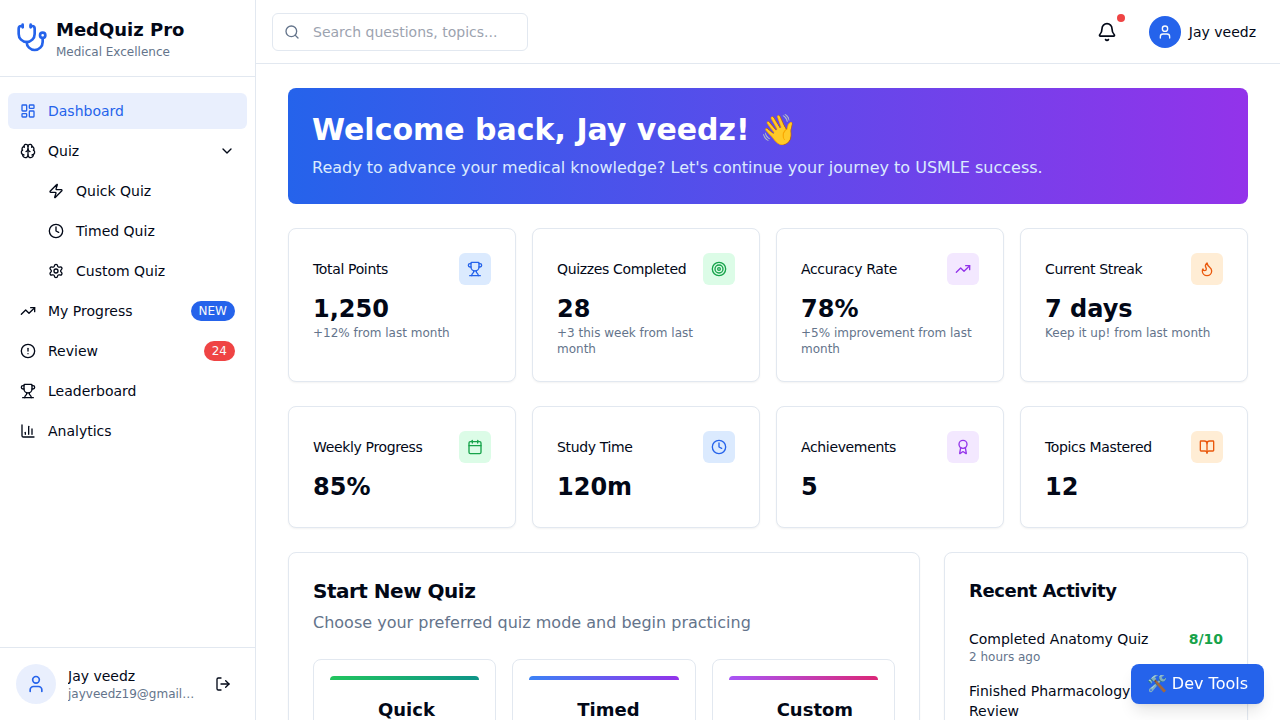 MedQuiz Pro
Medical Excellence
Dashboard
Quiz
Quick Quiz
Timed Quiz
Custom Quiz
My Progress NEW
Review 24
Leaderboard
Analytics
Jay veedz
jayveedz19@gmail...
Search questions, topics...
Jay veedz
Welcome back, Jay veedz! 👋
Ready to advance your medical knowledge? Let's continue your journey to USMLE success.
Total Points
1,250
+12% from last month
Quizzes Completed
28
+3 this week from last
month
Accuracy Rate
78%
+5% improvement from last
month
Current Streak
7 days
Keep it up! from last month
Weekly Progress
85%
Study Time
120m
Achievements
5
Topics Mastered
12
Start New Quiz
Choose your preferred quiz mode and begin practicing
Quick
Timed
Custom
Recent Activity
Completed Anatomy Quiz 8/10
2 hours ago
Finished Pharmacology
Review
🛠️ Dev Tools